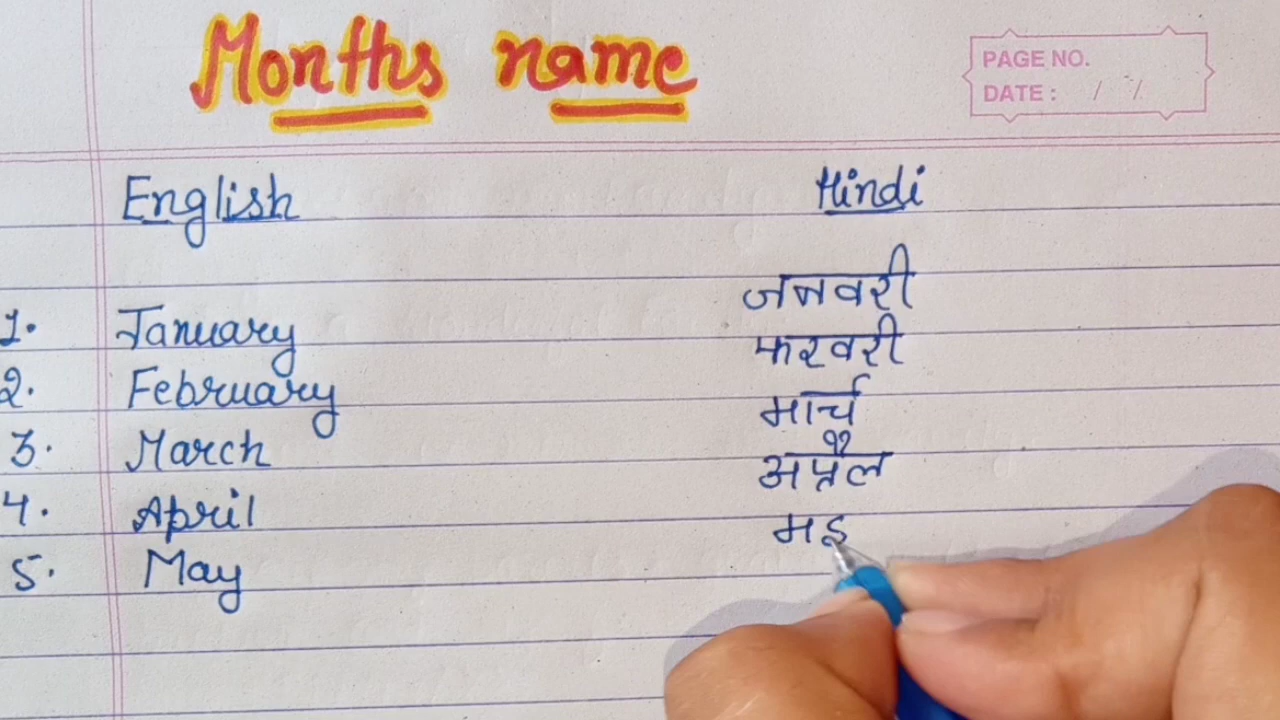 Months name
PAGE NO.
DATE : / /
English Hindi
1. January जनवरी
2. February फरवरी
3. March मार्च
4. April अप्रैल
5. May मइ